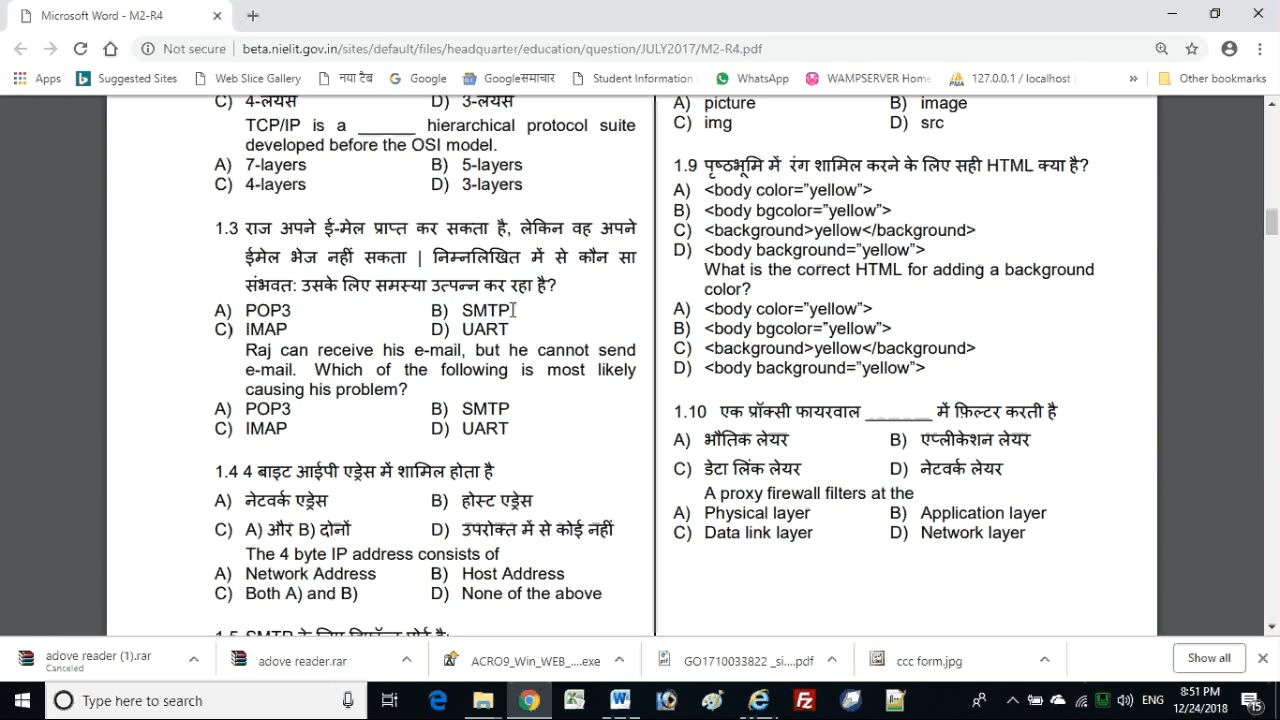 Microsoft Word - M2-R4
Not secure | beta.nielit.gov.in/sites/default/files/headquarter/education/question/JULY2017/M2-R4.pdf
Apps Suggested Sites Web Slice Gallery नया टैब Google Googleसमाचार Student Information WhatsApp WAMPSERVER Home 127.0.0.1 / localhost » Other bookmarks
C) 4-लेयर्स D) 3-लेयर्स
TCP/IP is a ______ hierarchical protocol suite
developed before the OSI model.
A) 7-layers B) 5-layers
C) 4-layers D) 3-layers
1.3 राज अपने ई-मेल प्राप्त कर सकता है, लेकिन वह अपने
ईमेल भेज नहीं सकता | निम्नलिखित में से कौन सा
संभवत: उसके लिए समस्या उत्पन्न कर रहा है?
A) POP3 B) SMTP
C) IMAP D) UART
Raj can receive his e-mail, but he cannot send
e-mail. Which of the following is most likely
causing his problem?
A) POP3 B) SMTP
C) IMAP D) UART
1.4 4 बाइट आईपी एड्रेस में शामिल होता है
A) नेटवर्क एड्रेस B) होस्ट एड्रेस
C) A) और B) दोनों D) उपरोक्त में से कोई नहीं
The 4 byte IP address consists of
A) Network Address B) Host Address
C) Both A) and B) D) None of the above
1.5 SMTP के लिए डिफ़ॉल्ट पोर्ट है:
A) picture B) image
C) img D) src
1.9 पृष्ठभूमि में रंग शामिल करने के लिए सही HTML क्या है?
A) <body color=”yellow”>
B) <body bgcolor=”yellow”>
C) <background>yellow</background>
D) <body background=”yellow”>
What is the correct HTML for adding a background
color?
A) <body color=”yellow”>
B) <body bgcolor=”yellow”>
C) <background>yellow</background>
D) <body background=”yellow”>
1.10 एक प्रॉक्सी फायरवाल ______ में फ़िल्टर करती है
A) भौतिक लेयर B) एप्लीकेशन लेयर
C) डेटा लिंक लेयर D) नेटवर्क लेयर
A proxy firewall filters at the
A) Physical layer B) Application layer
C) Data link layer D) Network layer
adove reader (1).rar
Canceled
adove reader.rar
ACRO9_Win_WEB_....exe
GO1710033822 _si....pdf
ccc form.jpg
Show all
Type here to search
ENG
8:51 PM
12/24/2018
15